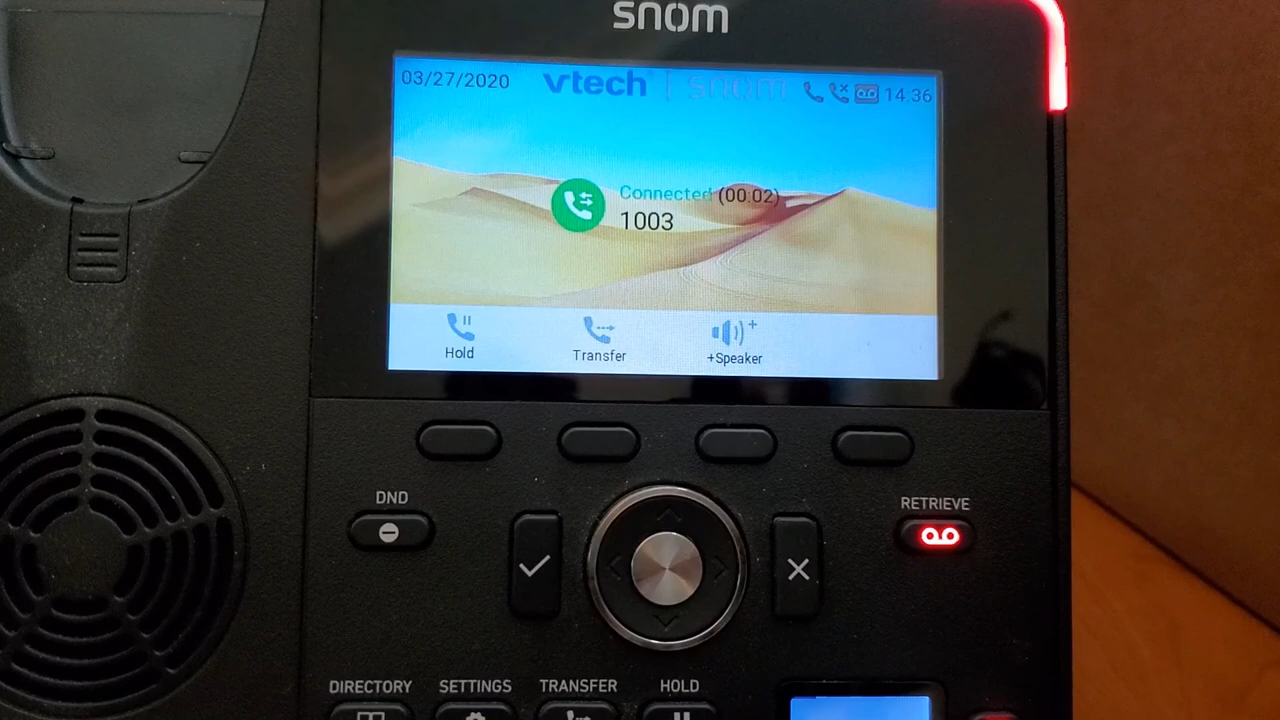 snom
03/27/2020 vtech | snom 14.36
Connected (00:02)
1003
Hold Transfer +Speaker
DND
RETRIEVE
DIRECTORY SETTINGS TRANSFER HOLD